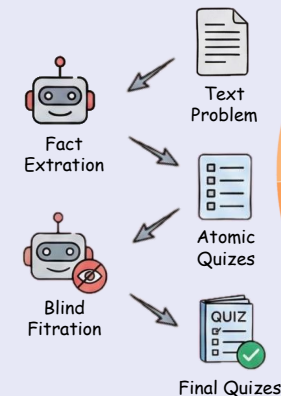 Text
Problem
Fact
Extration
Atomic
Quizes
Blind
Fitration
QUIZ
Final Quizes